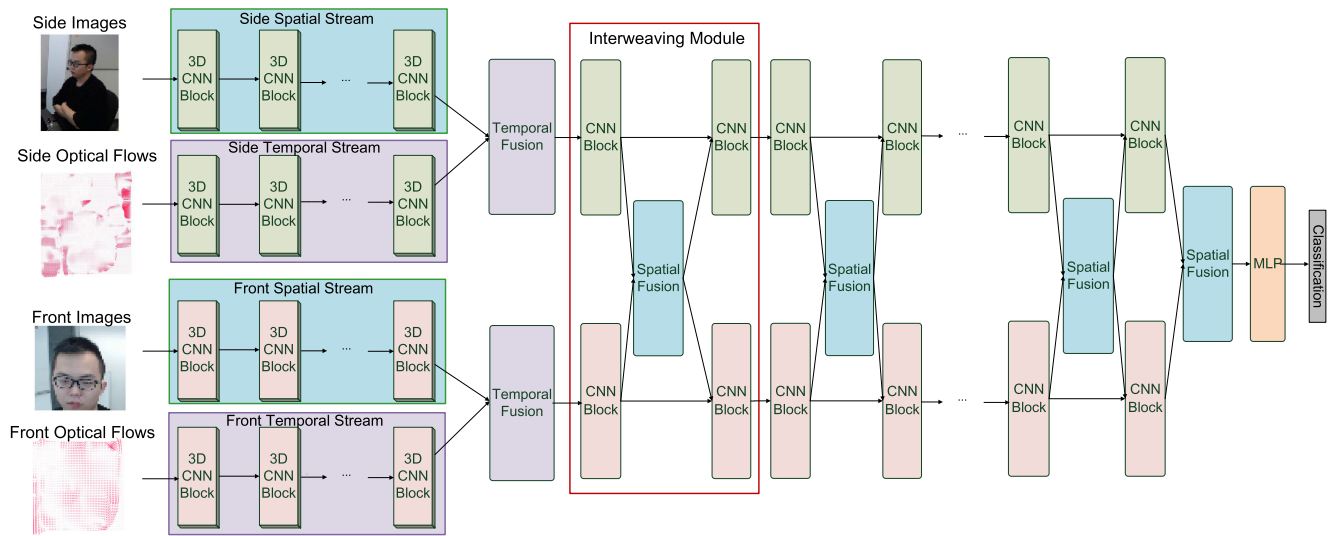 Side Images
Side Spatial Stream
3D
CNN
Block
3D
CNN
Block
...
3D
CNN
Block
Side Optical Flows
Side Temporal Stream
3D
CNN
Block
3D
CNN
Block
...
3D
CNN
Block
Front Images
Front Spatial Stream
3D
CNN
Block
3D
CNN
Block
...
3D
CNN
Block
Front Optical Flows
Front Temporal Stream
3D
CNN
Block
3D
CNN
Block
...
3D
CNN
Block
Temporal
Fusion
Temporal
Fusion
Interweaving Module
CNN
Block
CNN
Block
Spatial
Fusion
CNN
Block
CNN
Block
CNN
Block
CNN
Block
Spatial
Fusion
CNN
Block
CNN
Block
...
...
CNN
Block
CNN
Block
Spatial
Fusion
CNN
Block
CNN
Block
Spatial
Fusion
MLP
Classification